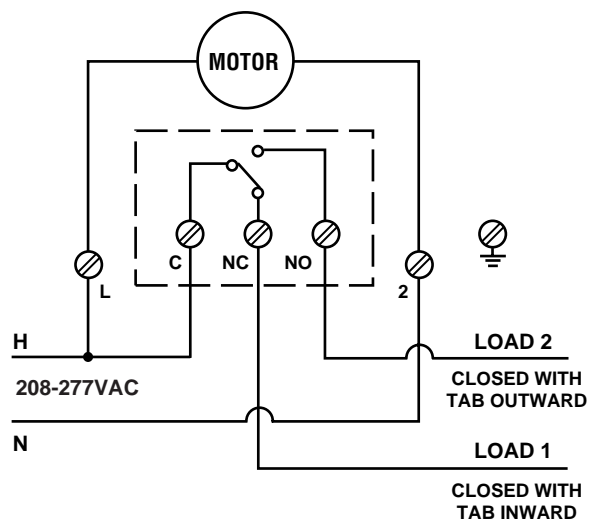 MOTOR
C
NC
NO
L
2
H
LOAD 2
208-277VAC
CLOSED WITH
TAB OUTWARD
N
LOAD 1
CLOSED WITH
TAB INWARD